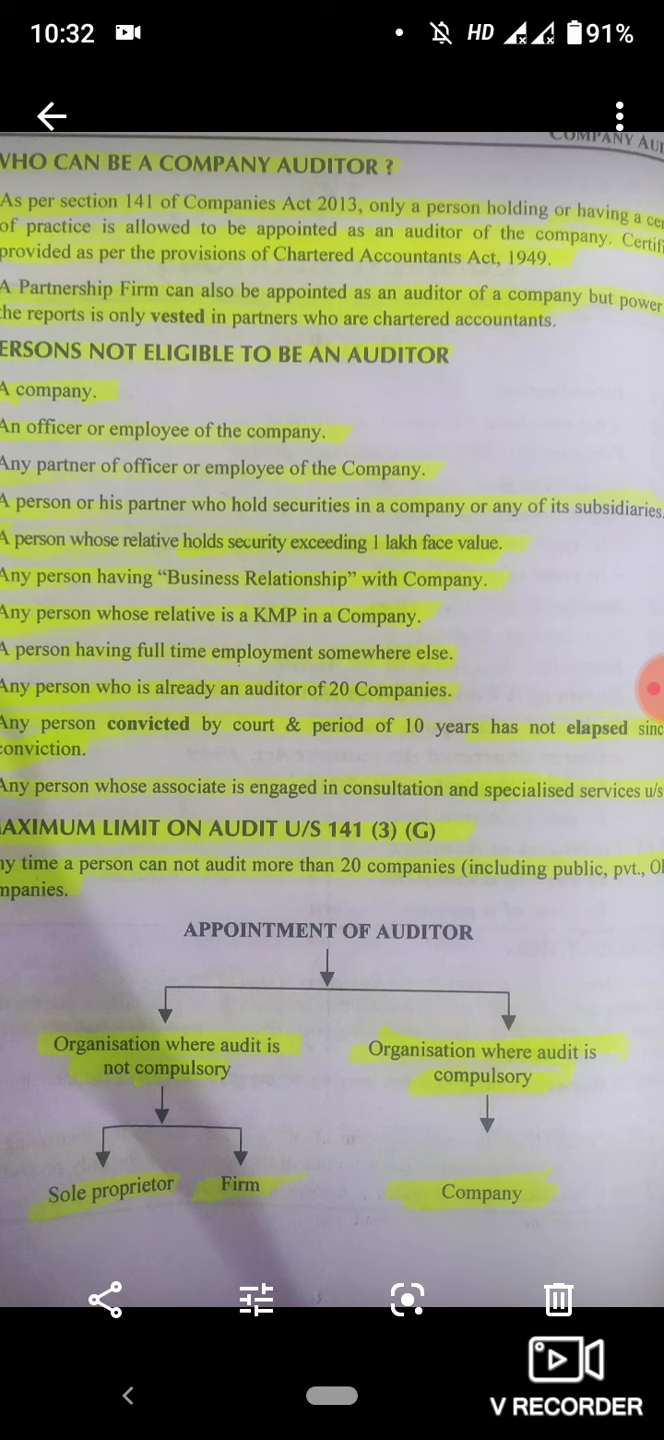 10:32
HD
91%
COMPANY AU
WHO CAN BE A COMPANY AUDITOR ?
As per section 141 of Companies Act 2013, only a person holding or having a cer
of practice is allowed to be appointed as an auditor of the company. Certifi
provided as per the provisions of Chartered Accountants Act, 1949.
A Partnership Firm can also be appointed as an auditor of a company but power
the reports is only vested in partners who are chartered accountants.
ERSONS NOT ELIGIBLE TO BE AN AUDITOR
A company.
An officer or employee of the company.
Any partner of officer or employee of the Company.
A person or his partner who hold securities in a company or any of its subsidiaries.
A person whose relative holds security exceeding 1 lakh face value.
Any person having “Business Relationship” with Company.
Any person whose relative is a KMP in a Company.
A person having full time employment somewhere else.
Any person who is already an auditor of 20 Companies.
Any person convicted by court & period of 10 years has not elapsed sinc
conviction.
Any person whose associate is engaged in consultation and specialised services u/s
AXIMUM LIMIT ON AUDIT U/S 141 (3) (G)
ny time a person can not audit more than 20 companies (including public, pvt.,
mpanies.
APPOINTMENT OF AUDITOR
Organisation where audit is
not compulsory
Organisation where audit is
compulsory
Sole proprietor
Firm
Company
V RECORDER